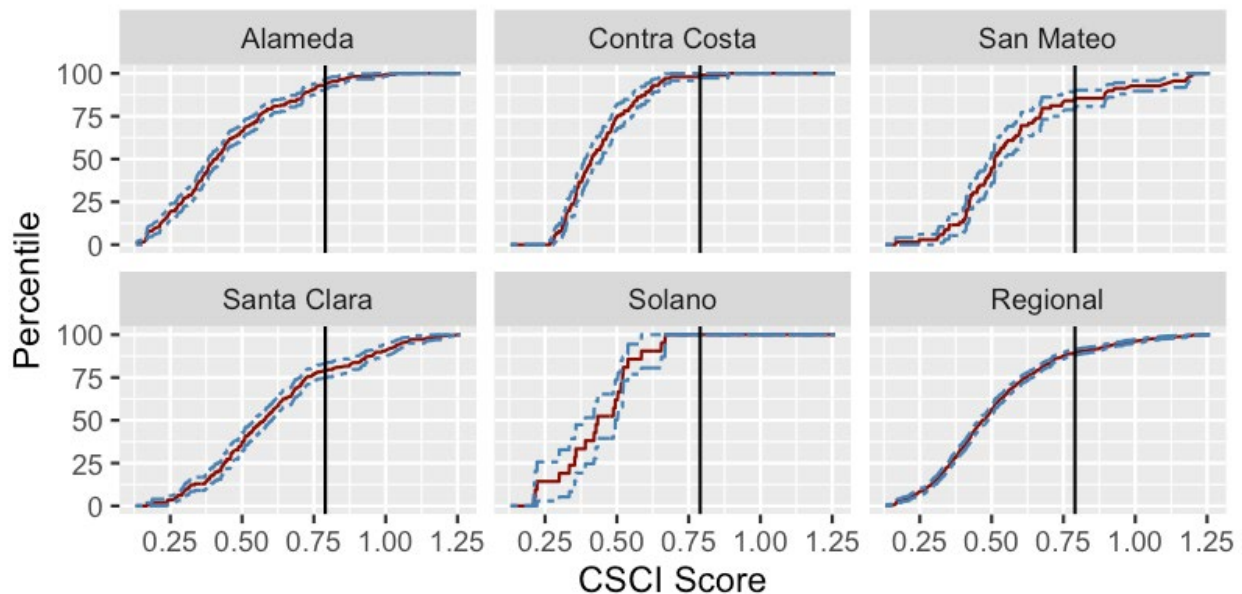 Alameda Contra Costa San Mateo
100
75
50
25
0
Santa Clara Solano Regional
100
75
50
25
0
0.25 0.50 0.75 1.00 1.25 0.25 0.50 0.75 1.00 1.25 0.25 0.50 0.75 1.00 1.25
CSCI Score
Percentile